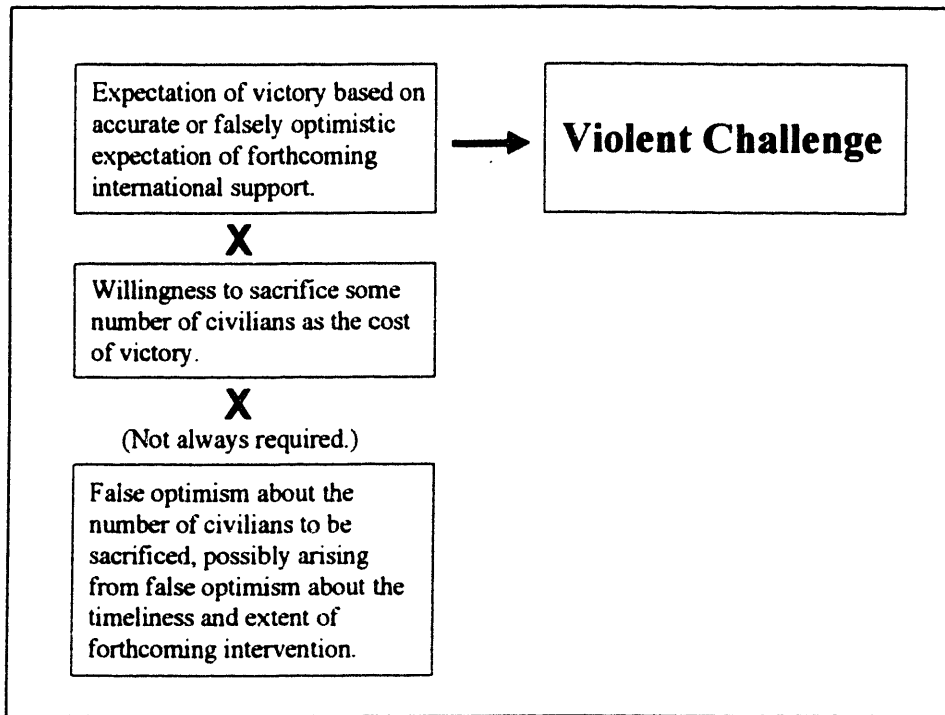 Expectation of victory based on
accurate or falsely optimistic
expectation of forthcoming
international support.
Violent Challenge
X
Willingness to sacrifice some
number of civilians as the cost
of victory.
X
(Not always required.)
False optimism about the
number of civilians to be
sacrificed, possibly arising
from false optimism about the
timeliness and extent of
forthcoming intervention.